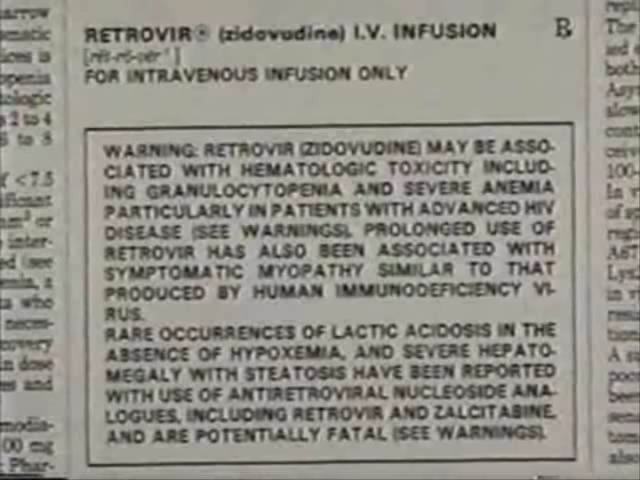 RETROVIR® (zidovudine) I.V. INFUSION ℞
[rĕt-rō-vēr″]
FOR INTRAVENOUS INFUSION ONLY
WARNING: RETROVIR (ZIDOVUDINE) MAY BE ASSO-
CIATED WITH HEMATOLOGIC TOXICITY INCLUD-
ING GRANULOCYTOPENIA AND SEVERE ANEMIA
PARTICULARLY IN PATIENTS WITH ADVANCED HIV
DISEASE (SEE WARNINGS). PROLONGED USE OF
RETROVIR HAS ALSO BEEN ASSOCIATED WITH
SYMPTOMATIC MYOPATHY SIMILAR TO THAT
PRODUCED BY HUMAN IMMUNODEFICIENCY VI-
RUS.
RARE OCCURRENCES OF LACTIC ACIDOSIS IN THE
ABSENCE OF HYPOXEMIA, AND SEVERE HEPATO-
MEGALY WITH STEATOSIS HAVE BEEN REPORTED
WITH USE OF ANTIRETROVIRAL NUCLEOSIDE ANA-
LOGUES, INCLUDING RETROVIR AND ZALCITABINE,
AND ARE POTENTIALLY FATAL (SEE WARNINGS).